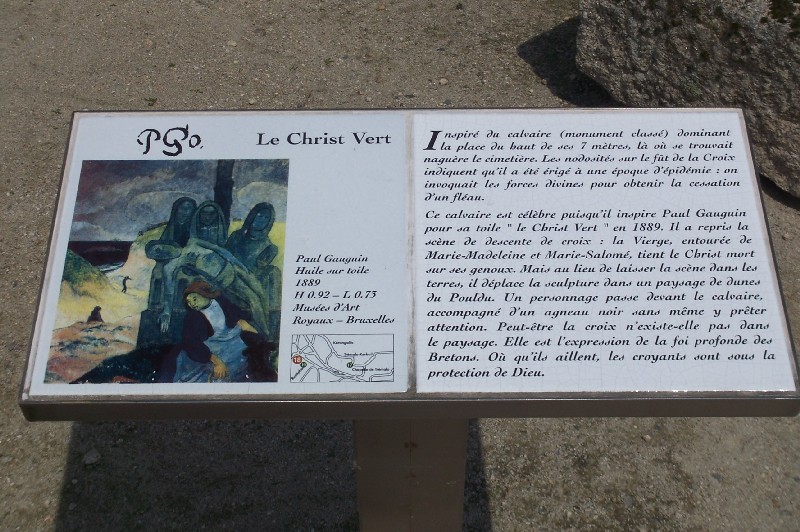 PGo.
Le Christ Vert
Paul Gauguin
Huile sur toile
1889
H 0.92 – L 0.73
Musées d'Art
Royaux – Bruxelles
18
Inspiré du calvaire (monument classé) dominant
la place du haut de ses 7 mètres, là où se trouvait
naguère le cimetière. Les nodosités sur le fût de la Croix
indiquent qu'il a été érigé à une époque d'épidémie : on
invoquait les forces divines pour obtenir la cessation
d'un fléau.
Ce calvaire est célèbre puisqu'il inspire Paul Gauguin
pour sa toile " le Christ Vert " en 1889. Il a repris la
scène de descente de croix : la Vierge, entourée de
Marie-Madeleine et Marie-Salomé, tient le Christ mort
sur ses genoux. Mais au lieu de laisser la scène dans les
terres, il déplace la sculpture dans un paysage de dunes
du Pouldu. Un personnage passe devant le calvaire,
accompagné d'un agneau noir sans même y prêter
attention. Peut-être la croix n'existe-elle pas dans
le paysage. Elle est l'expression de la foi profonde des
Bretons. Où qu'ils aillent, les croyants sont sous la
protection de Dieu.